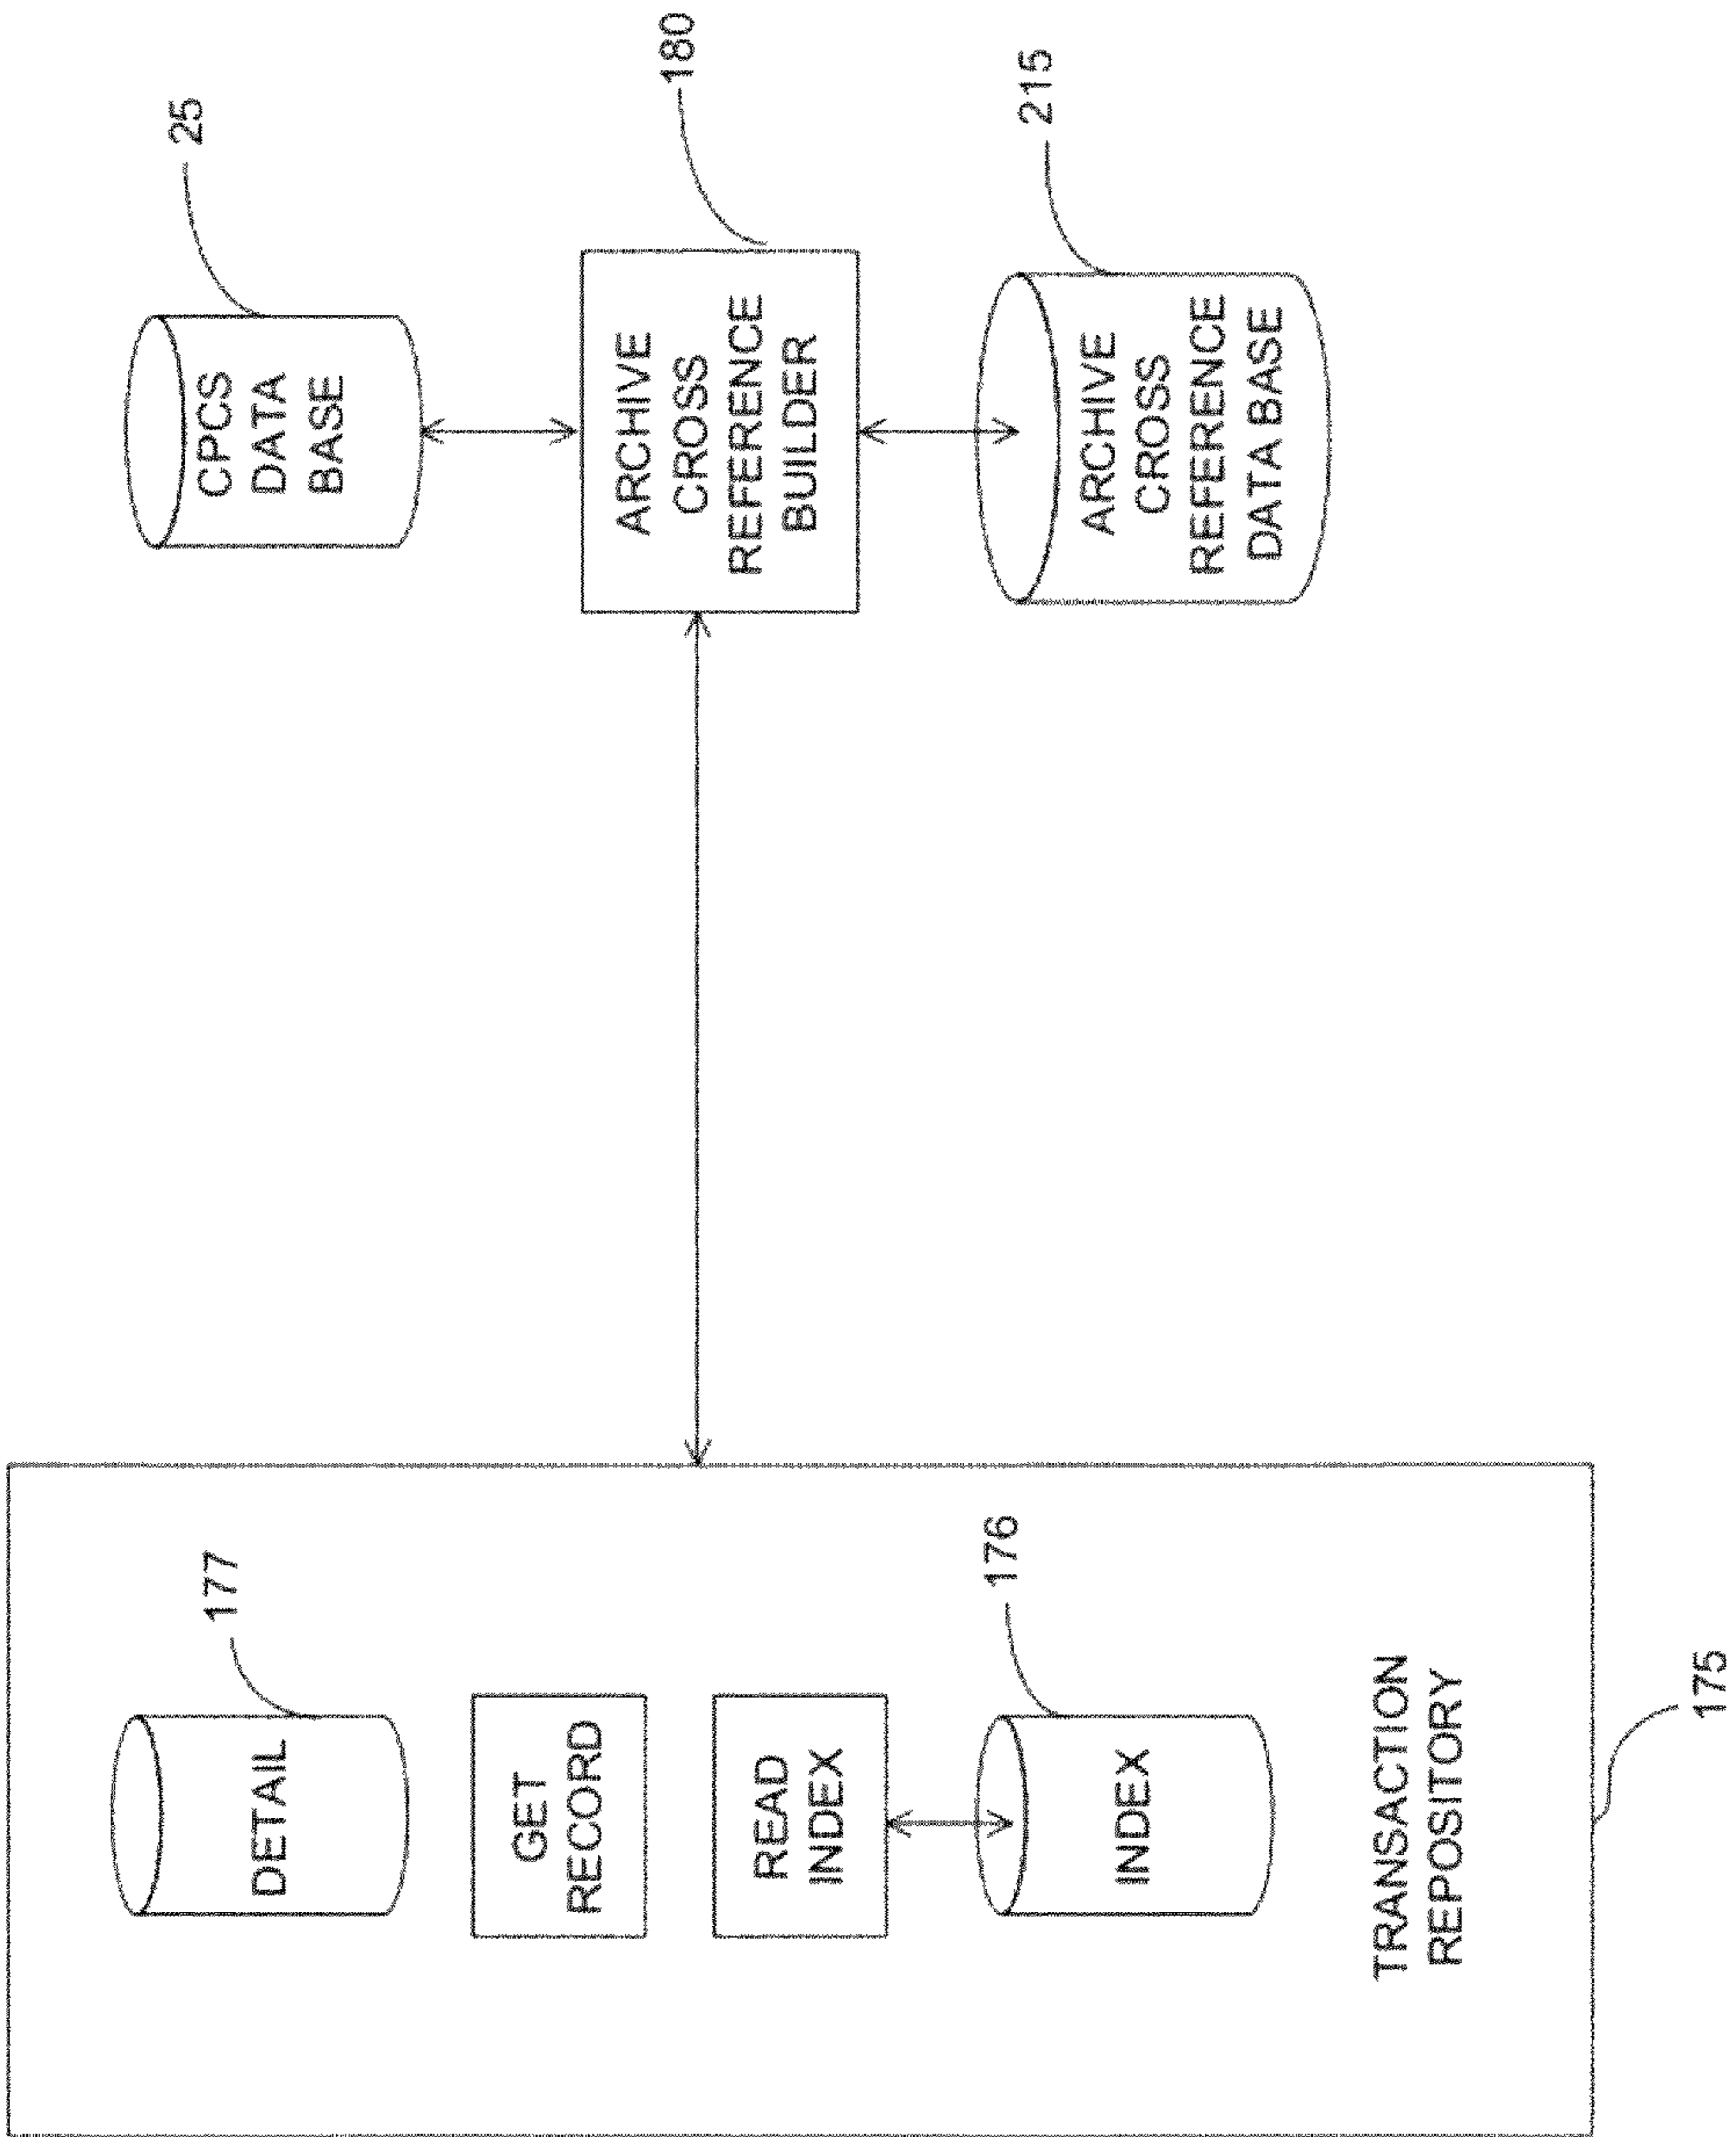 177
DETAIL
GET
RECORD
READ
INDEX
176
INDEX
TRANSACTION
REPOSITORY
175
25
CPCS
DATA
BASE
180
ARCHIVE
CROSS
REFERENCE
BUILDER
215
ARCHIVE
CROSS
REFERENCE
DATA BASE